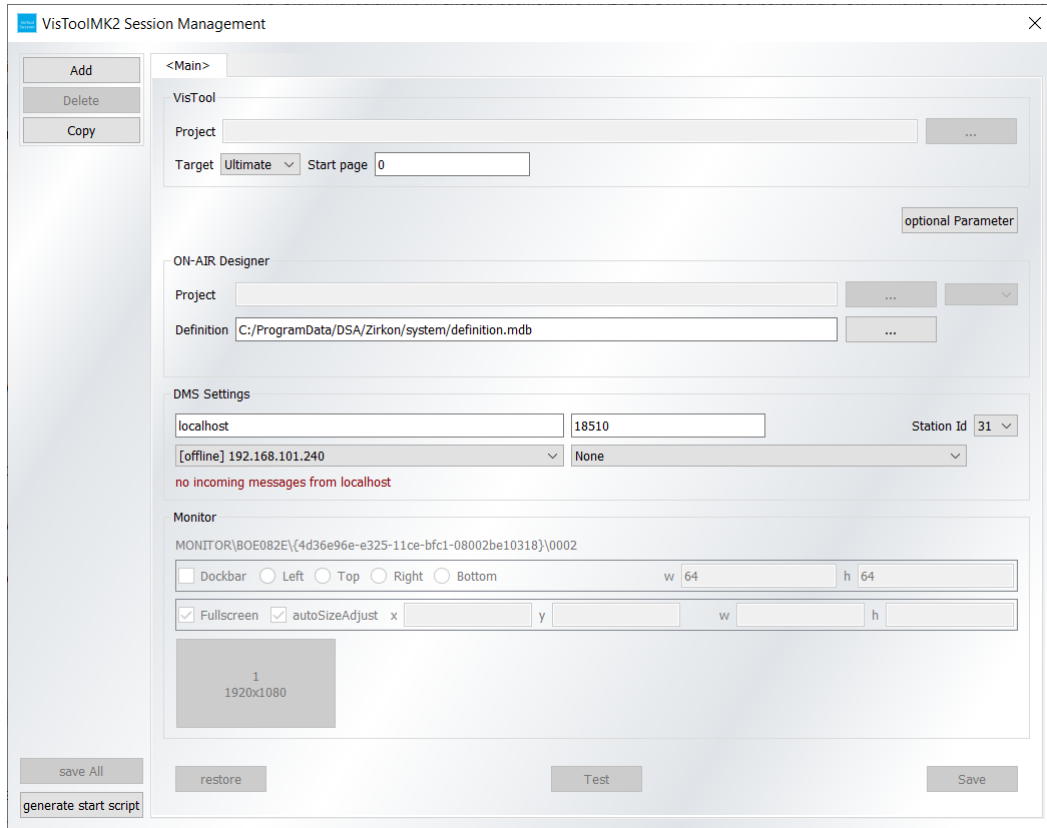 VisToolMK2 Session Management
Add
Delete
Copy
<Main>
VisTool
Project ...
Target Ultimate Start page 0
optional Parameter
ON-AIR Designer
Project ...
Definition C:/ProgramData/DSA/Zirkon/system/definition.mdb ...
DMS Settings
localhost 18510 Station Id 31
[offline] 192.168.101.240 None
no incoming messages from localhost
Monitor
MONITOR\BOE082E\{4d36e96e-e325-11ce-bfc1-08002be10318}\0002
Dockbar Left Top Right Bottom w 64 h 64
Fullscreen autoSizeAdjust x y w h
1
1920x1080
save All
restore Test Save
generate start script